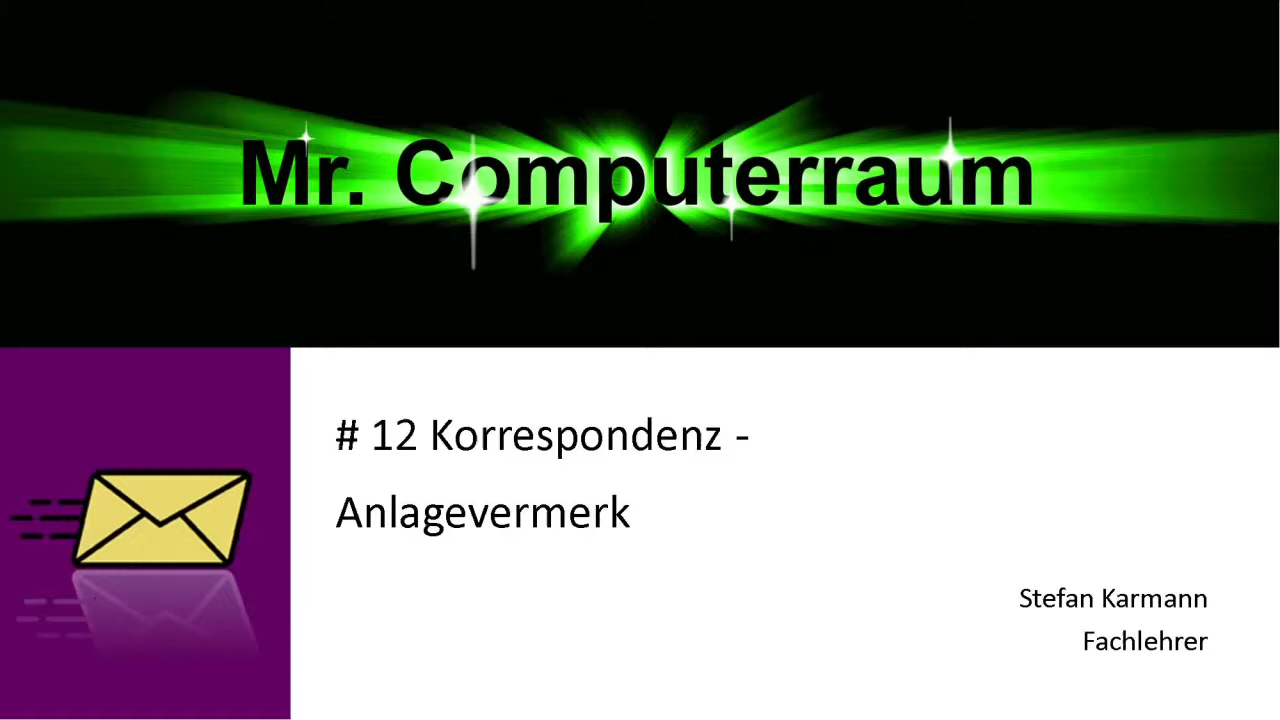 Mr. Computerraum
# 12 Korrespondenz -
Anlagevermerk
Stefan Karmann
Fachlehrer